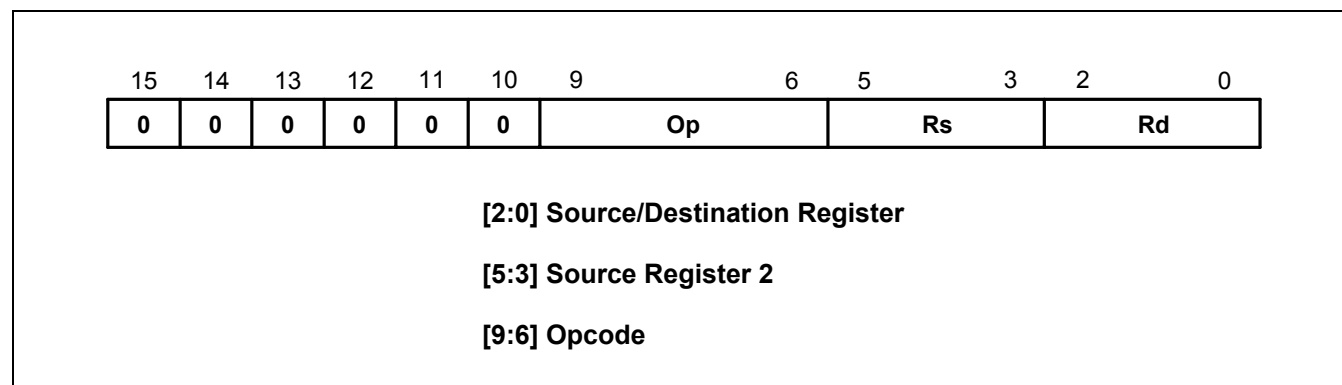 15 14 13 12 11 10 9 6 5 3 2 0
0 0 0 0 0 0 Op Rs Rd
[2:0] Source/Destination Register
[5:3] Source Register 2
[9:6] Opcode